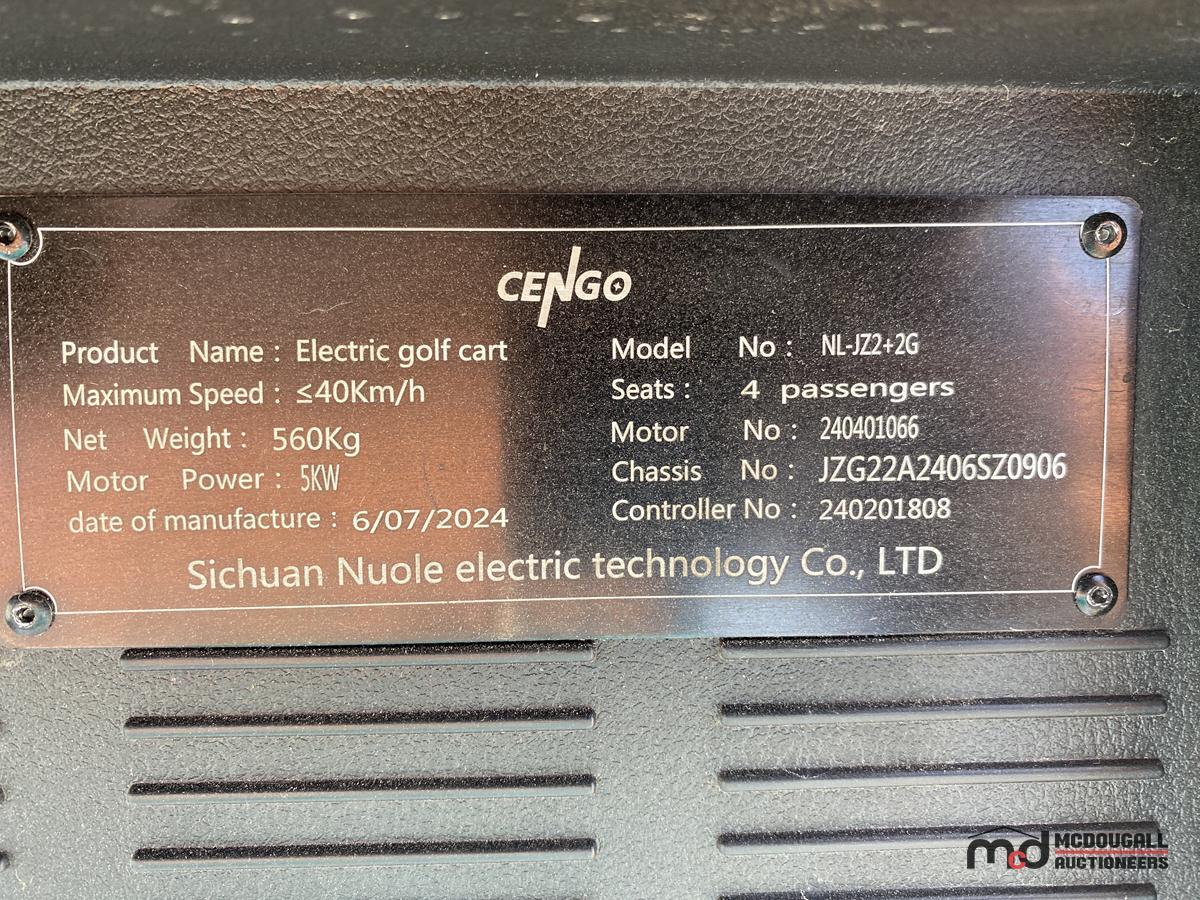 CENGO
Product Name : Electric golf cart
Maximum Speed : ≤40Km/h
Net Weight : 560Kg
Motor Power : 5KW
date of manufacture : 6/07/2024
Model No : NL-JZ2+2G
Seats : 4 passengers
Motor No : 240401066
Chassis No : JZG22A2406SZ0906
Controller No : 240201808
Sichuan Nuole electric technology Co., LTD
mcd MCDOUGALL
AUCTIONEERS